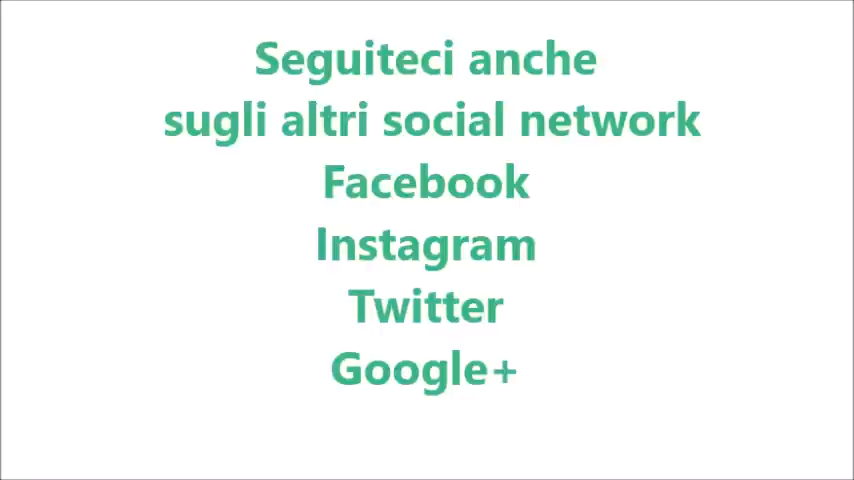 Seguiteci anche
sugli altri social network
Facebook
Instagram
Twitter
Google+